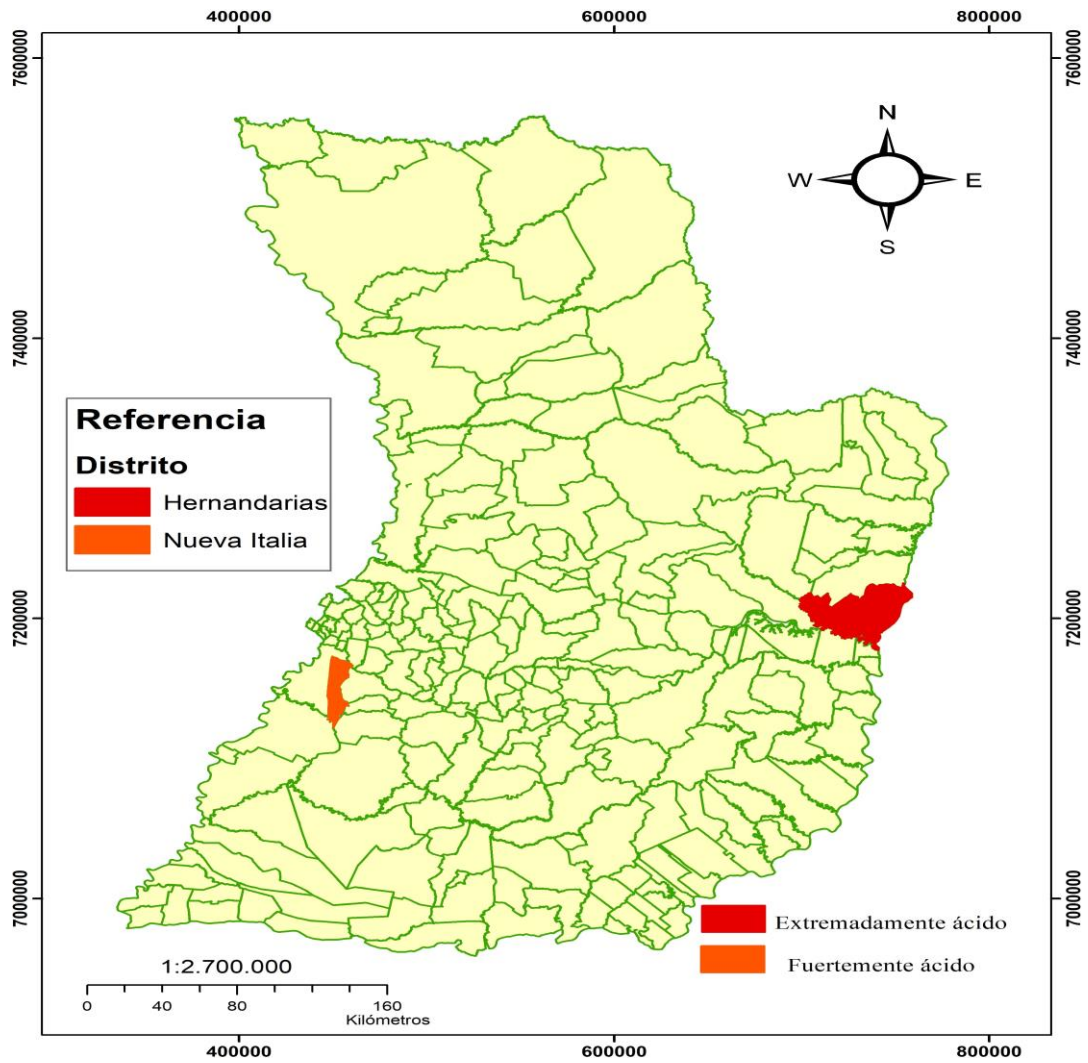 400000 600000 800000
7600000 7600000
N
W E
S
7400000 7400000
Referencia
Distrito
Hernandarias
Nueva Italia
7200000 7200000
7000000 7000000
Extremadamente ácido
Fuertemente ácido
1:2.700.000
0 40 80 160
Kilómetros
400000 600000 800000